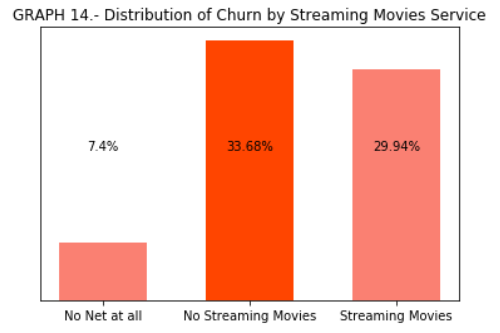 GRAPH 14.- Distribution of Churn by Streaming Movies Service
7.4%
33.68%
29.94%
No Net at all
No Streaming Movies
Streaming Movies